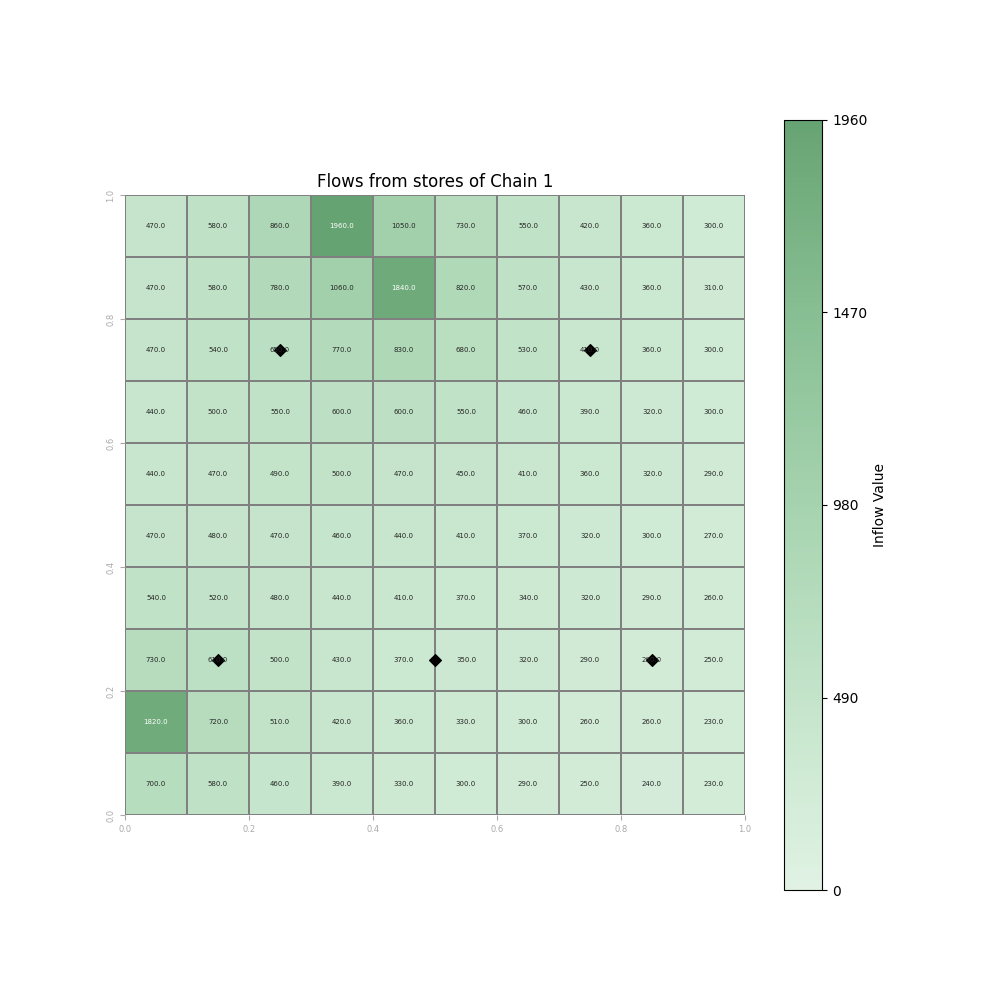 Flows from stores of Chain 1
1960
1.0
470.0 580.0 860.0 1960.0 1050.0 730.0 550.0 420.0 360.0 300.0
470.0 580.0 780.0 1060.0 1840.0 820.0 570.0 430.0 360.0 310.0
1470
0.8
470.0 540.0 770.0 830.0 680.0 530.0 360.0 300.0
440.0 500.0 550.0 600.0 600.0 550.0 460.0 390.0 320.0 300.0
0.6
440.0 470.0 490.0 500.0 470.0 450.0 410.0 360.0 320.0 290.0
980
Inflow Value
470.0 480.0 470.0 460.0 440.0 410.0 370.0 320.0 300.0 270.0
0.4
540.0 520.0 480.0 440.0 410.0 370.0 340.0 320.0 290.0 260.0
730.0 500.0 430.0 370.0 350.0 320.0 290.0 250.0
0.2
490
1820.0 720.0 510.0 420.0 360.0 330.0 300.0 260.0 260.0 230.0
700.0 580.0 460.0 390.0 330.0 300.0 290.0 250.0 240.0 230.0
0.0
0.0 0.2 0.4 0.6 0.8 1.0
0